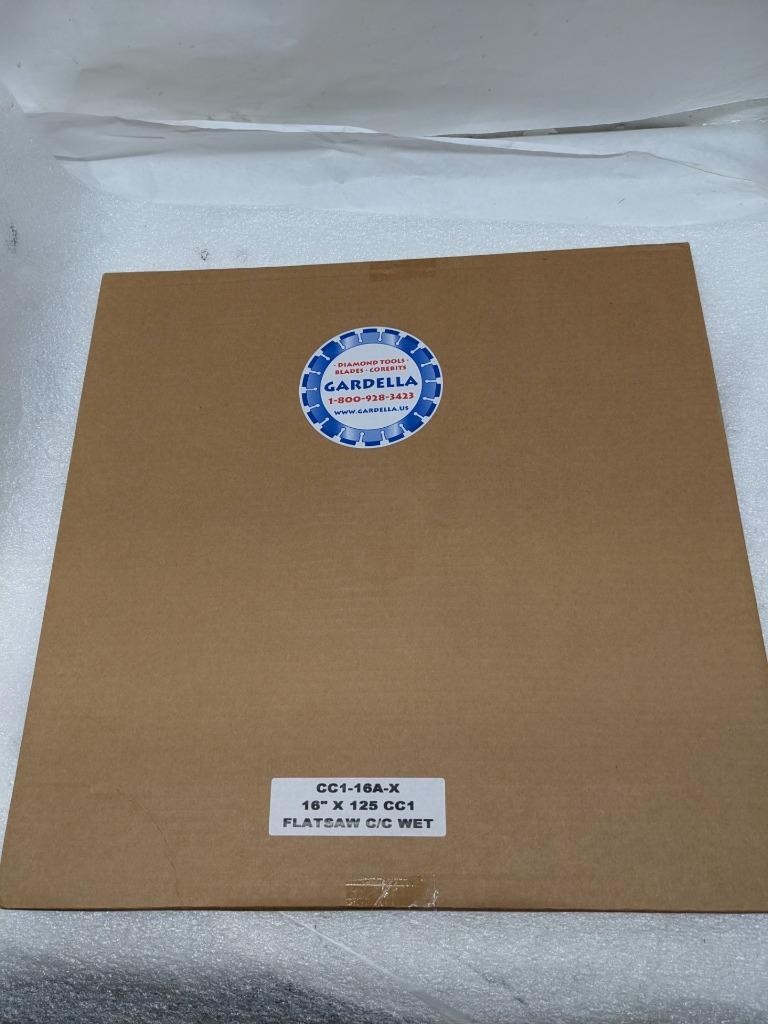 · DIAMOND TOOLS ·
BLADES · COREBITS
GARDELLA
1-800-928-3423
WWW.GARDELLA.US
CC1-16A-X
16" X 125 CC1
FLATSAW C/C WET